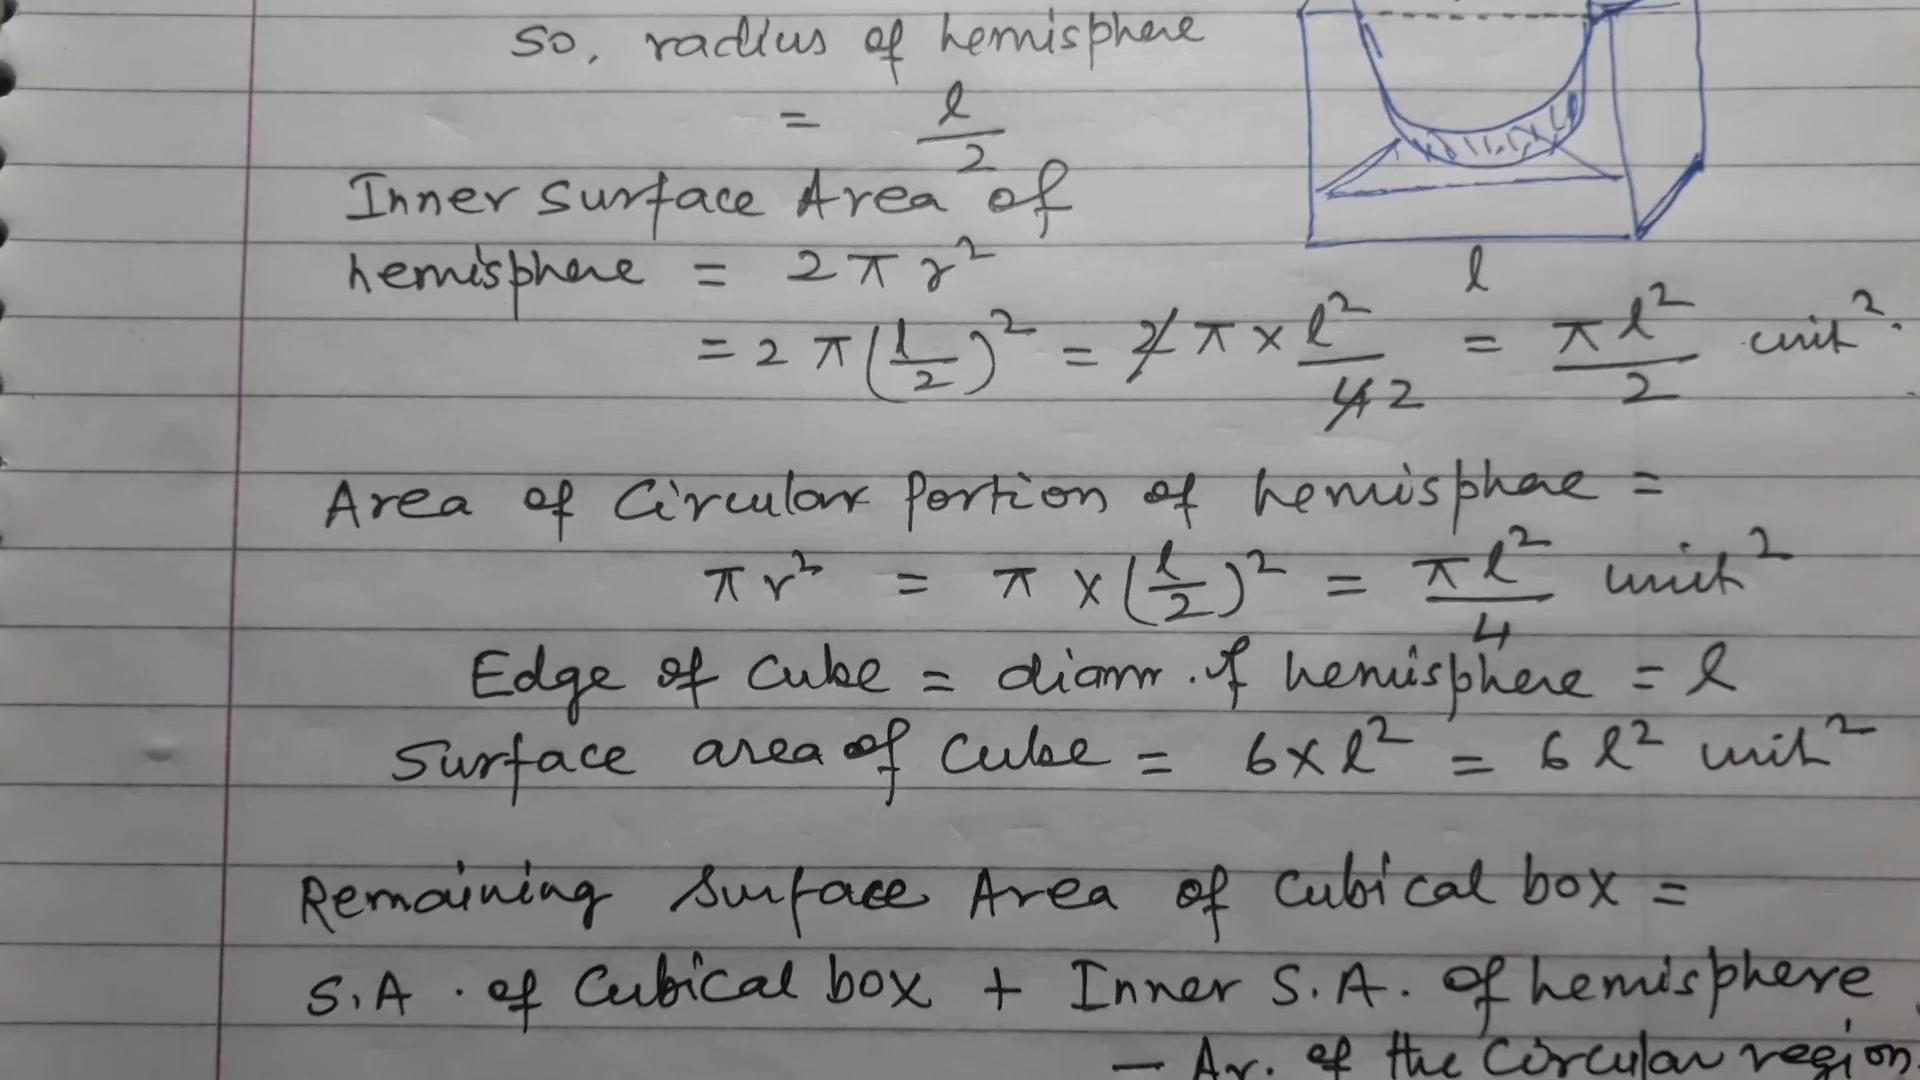 So, radius of hemisphere
= l/2
Inner Surface Area of
hemisphere = 2πr²
l
= 2π(l/2)² = 2π × l²/4 2 = πl²/2 unit².
Area of Circular Portion of hemisphere =
πr² = π × (l/2)² = πl²/4 unit²
Edge of Cube = diamr. of hemisphere = l
Surface area of Cube = 6×l² = 6l² unit²
Remaining Surface Area of Cubical box =
S.A. of Cubical box + Inner S.A. of hemisphere
— Ar. of the Circular region